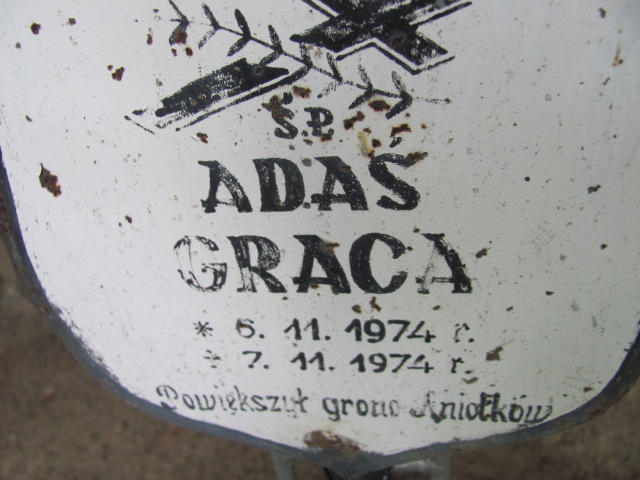 Ś.P.
ADAŚ
GRACA
* 6. 11. 1974 r.
+ 7. 11. 1974 r.
Powiększył grono Aniołków